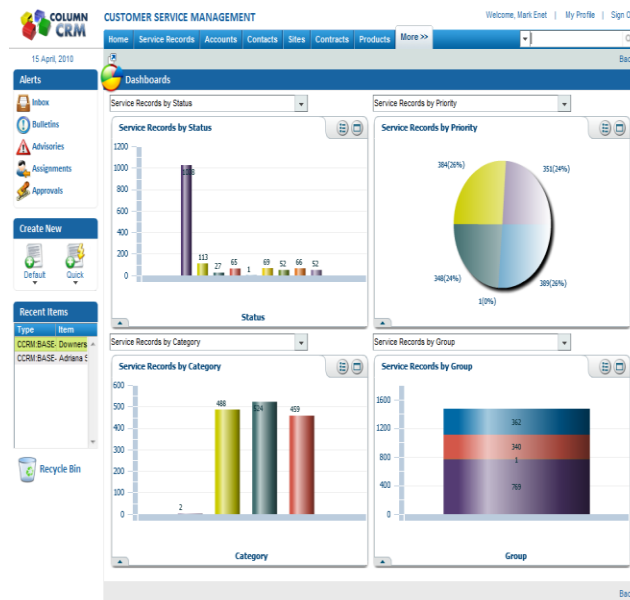 COLUMN
CRM
CUSTOMER SERVICE MANAGEMENT
Welcome, Mark Enet | My Profile | Sign
Home Service Records Accounts Contacts Sites Contracts Products More >>
15 April, 2010
Alerts
Inbox
Bulletins
Advisories
Assignments
Approvals
Create New
Default Quick
Recent Items
Type Item
CCRM:BASE- Downers
CCRM:BASE- Adriana S
Recycle Bin
Dashboards
Service Records by Status
Service Records by Status
1200
1000
800
600
400
200
0
113
27
65
1
69
52
66
52
Status
Service Records by Priority
Service Records by Priority
384(26%)
351(24%)
348(24%)
389(26%)
1(0%)
Service Records by Category
Service Records by Category
600
500
400
300
200
100
0
2
488
524
459
Category
Service Records by Group
Service Records by Group
1600
1200
800
400
0
362
340
1
769
Group